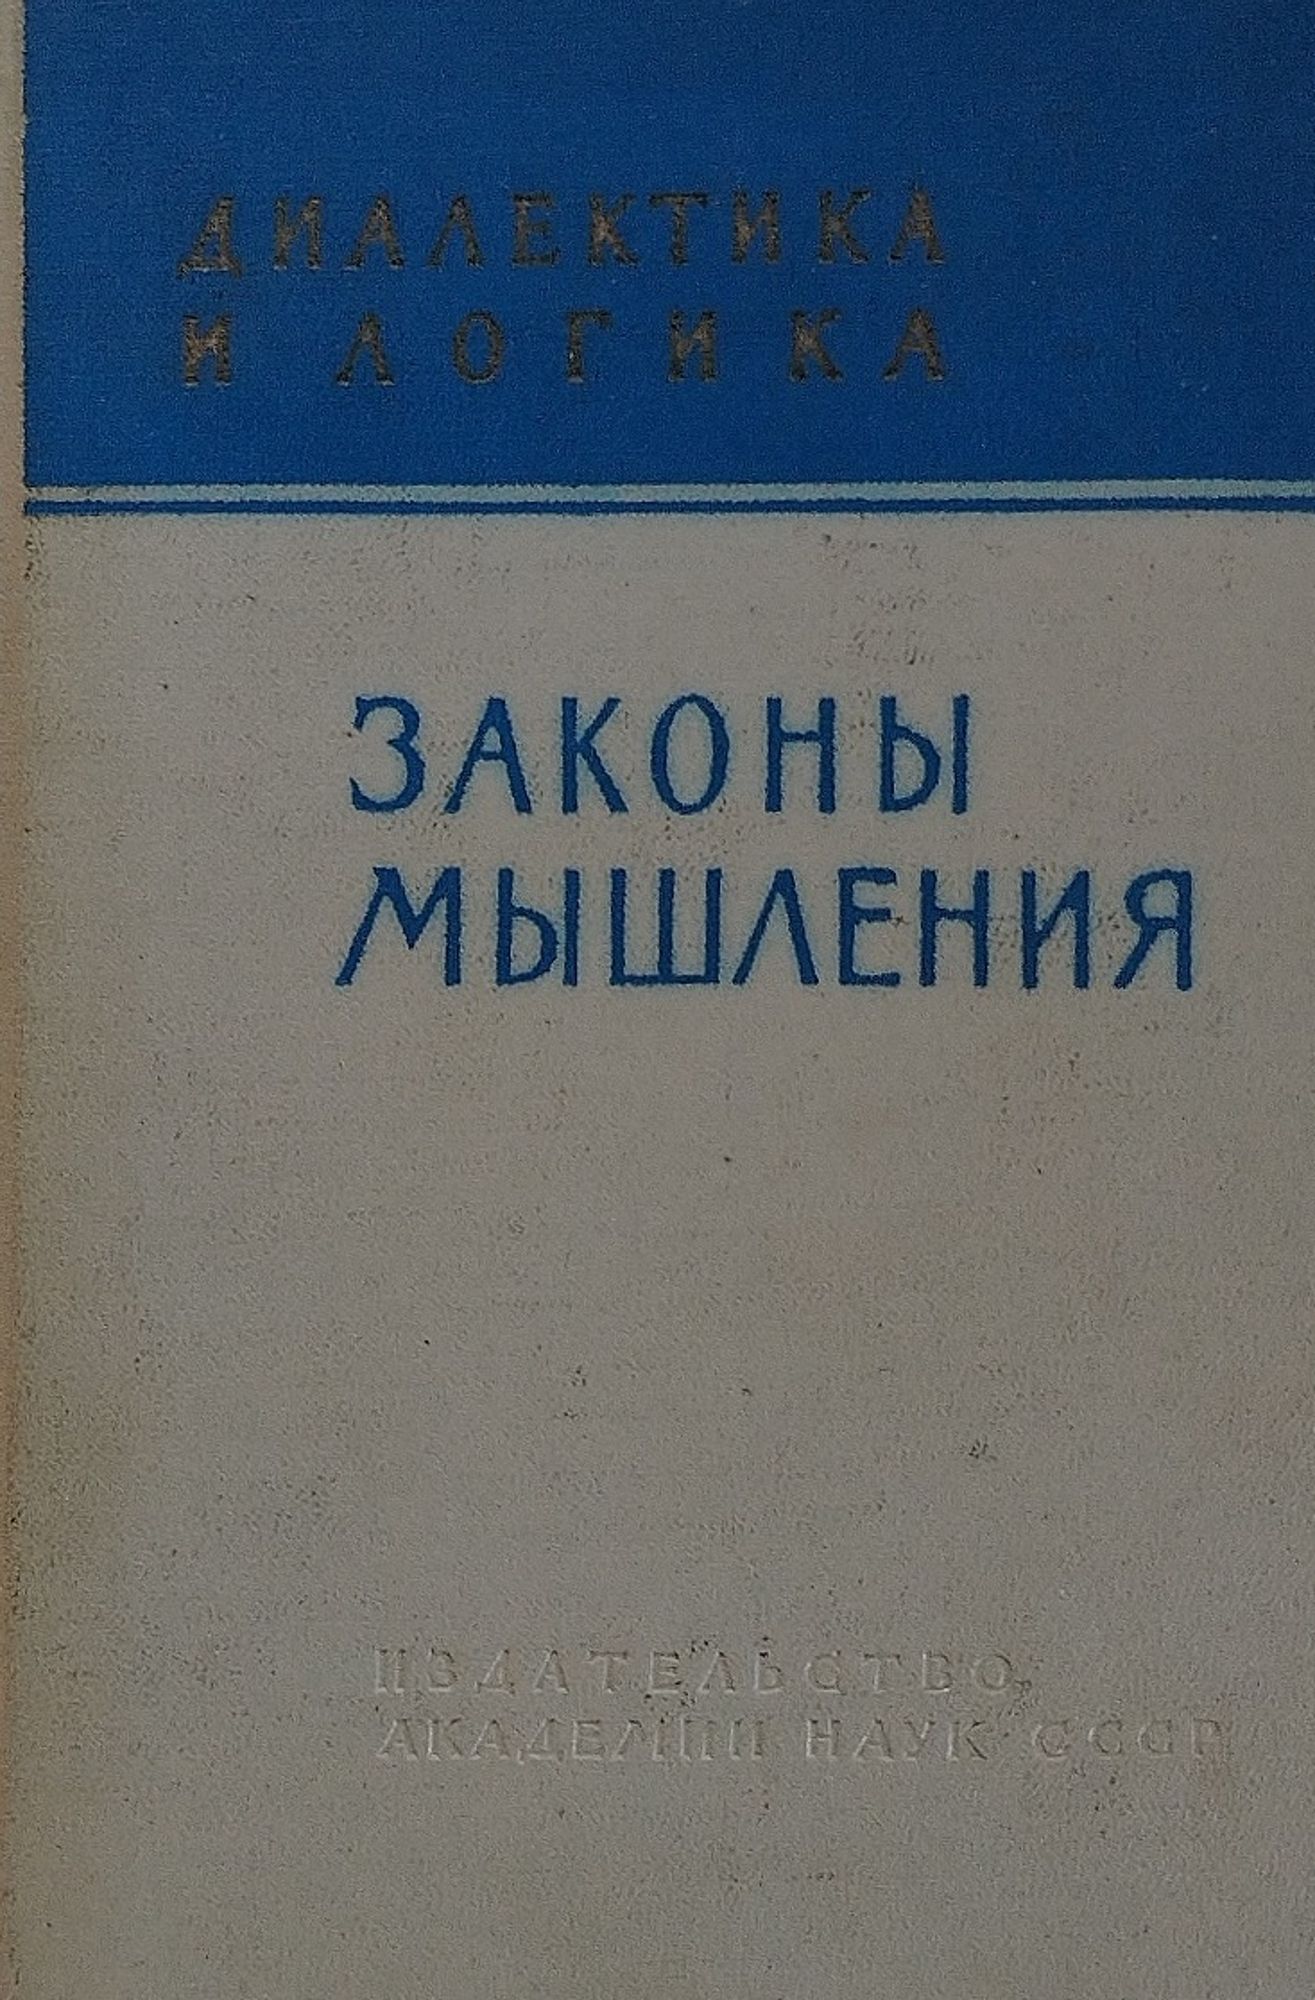 ДИАЛЕКТИКА
И ЛОГИКА
ЗАКОНЫ
МЫШЛЕНИЯ
ИЗДАТЕЛЬСТВО
АКАДЕМИИ НАУК СССР